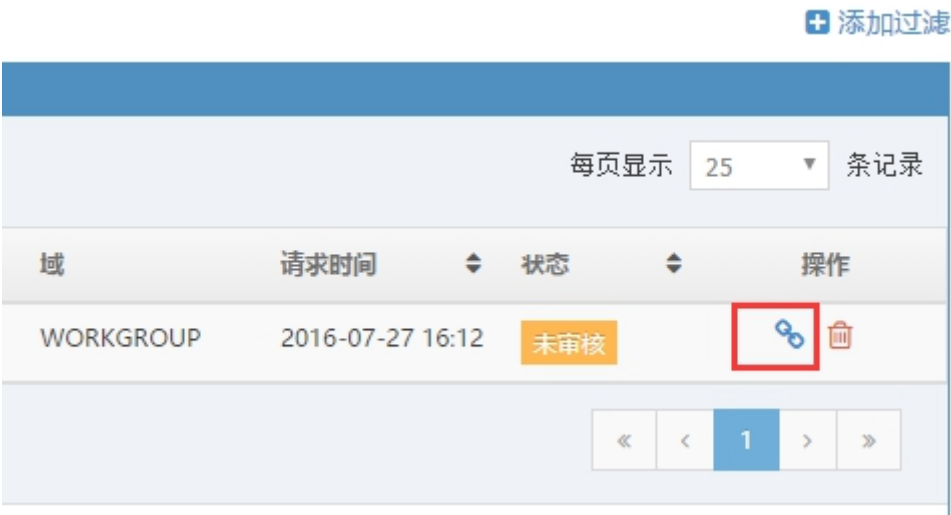 添加过滤
每页显示 25 条记录
域 请求时间 状态 操作
WORKGROUP 2016-07-27 16:12 未审核
« < 1 > »